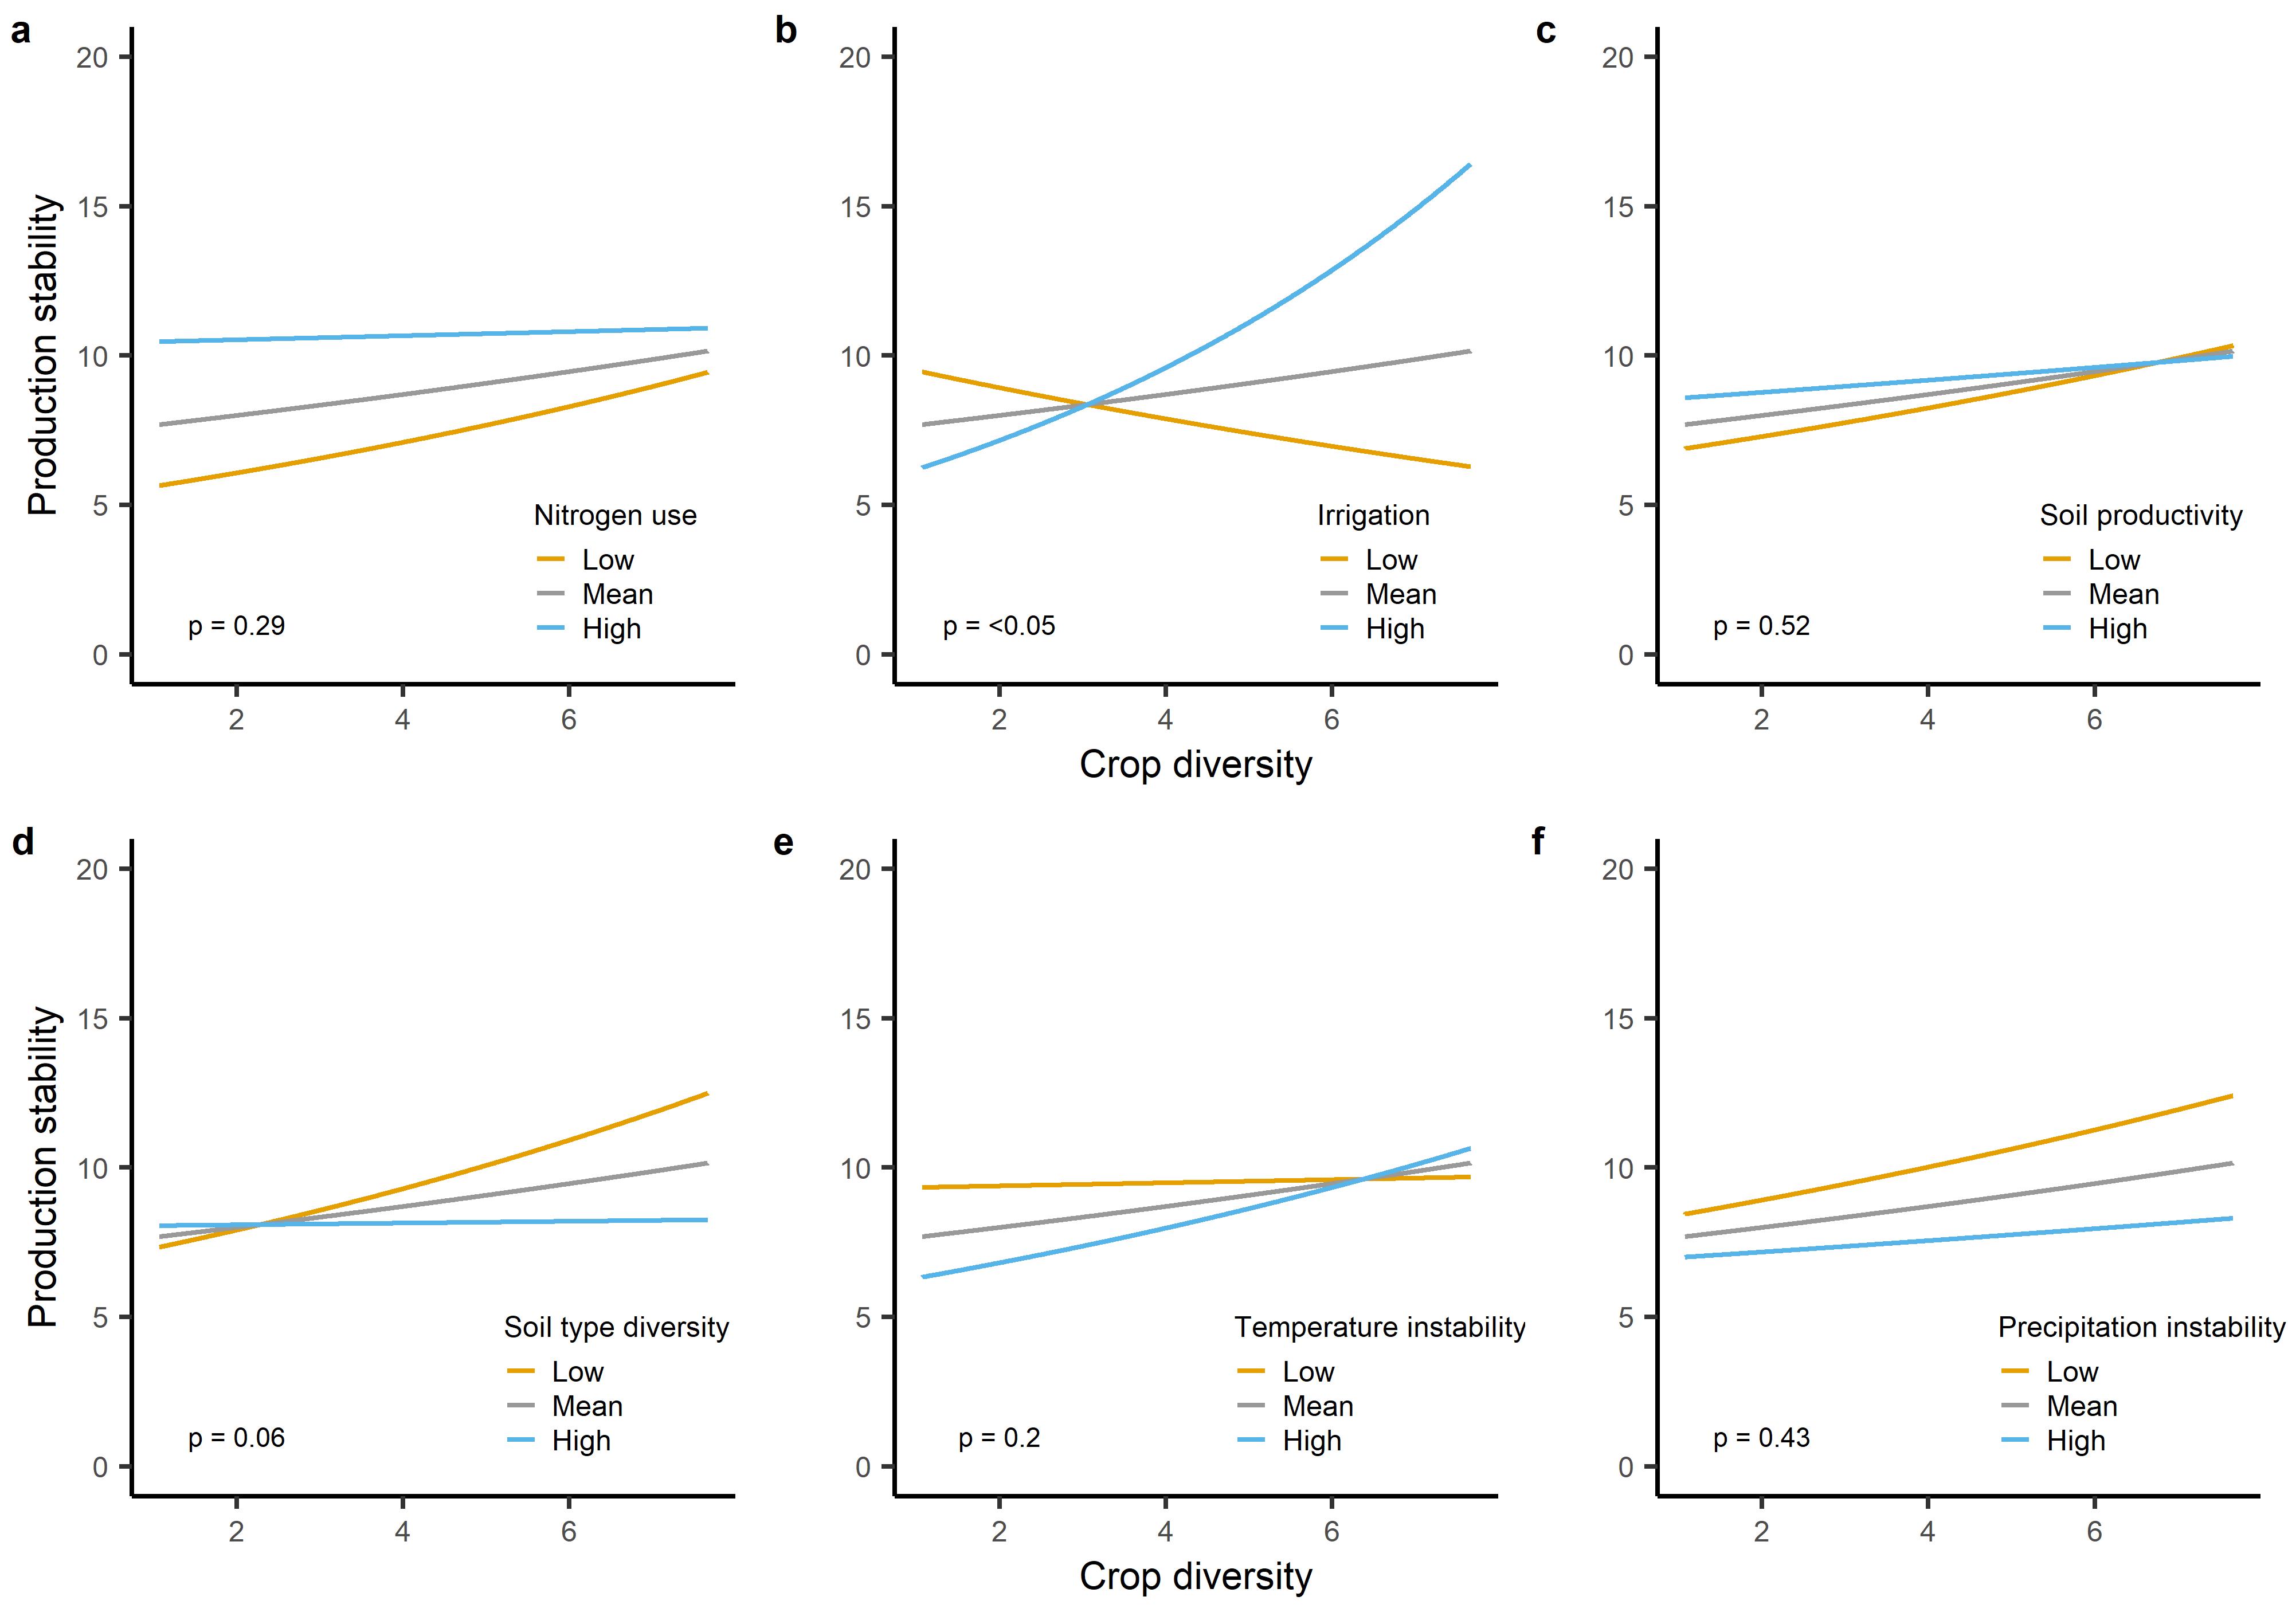 a
20
15
10
5
0
Production stability
Nitrogen use
Low
Mean
High
p = 0.29
2 4 6
b
20
15
10
5
0
Irrigation
Low
Mean
High
p = <0.05
2 4 6
Crop diversity
c
20
15
10
5
0
Soil productivity
Low
Mean
High
p = 0.52
2 4 6
d
20
15
10
5
0
Production stability
Soil type diversity
Low
Mean
High
p = 0.06
2 4 6
e
20
15
10
5
0
Temperature instability
Low
Mean
High
p = 0.2
2 4 6
Crop diversity
f
20
15
10
5
0
Precipitation instability
Low
Mean
High
p = 0.43
2 4 6